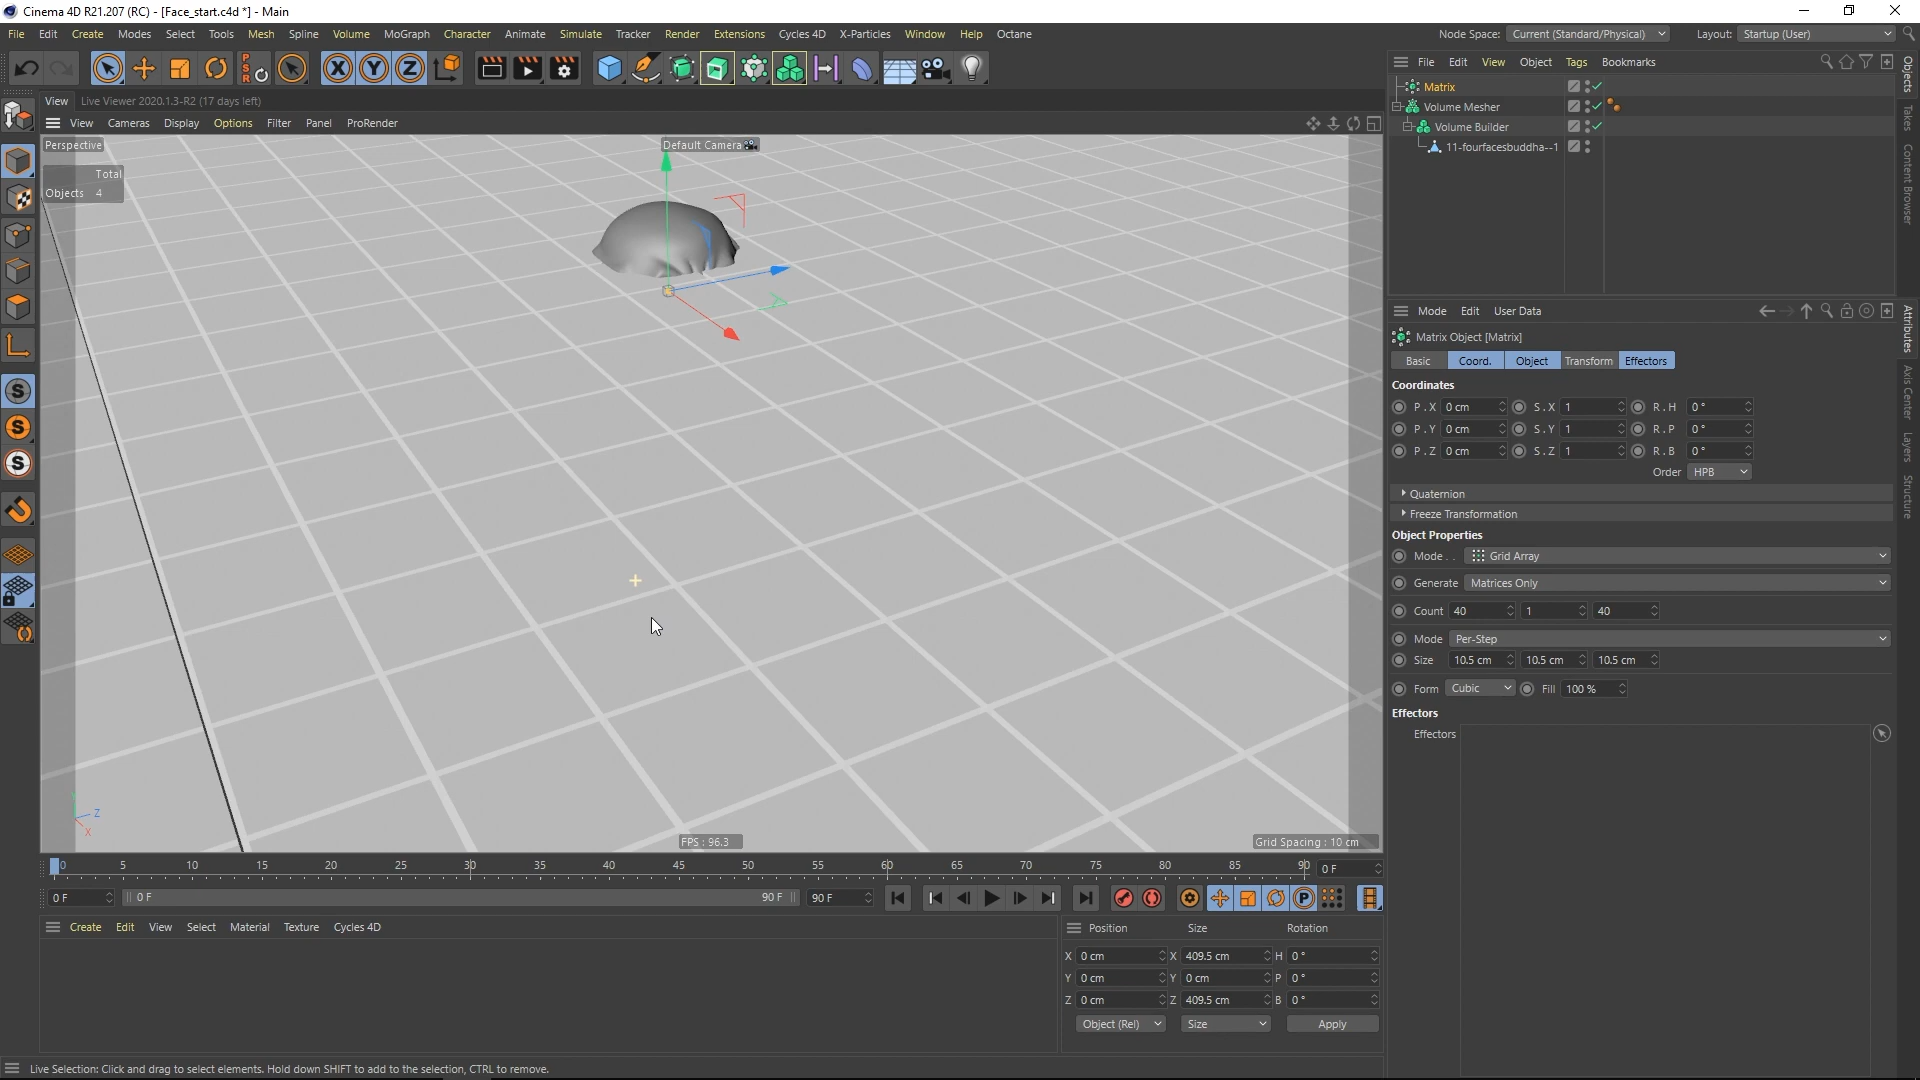 Cinema 4D R21.207 (RC) - [Face_start.c4d *] - Main
File Edit Create Modes Select Tools Mesh Spline Volume MoGraph Character Animate Simulate Tracker Render Extensions Cycles 4D X-Particles Window Help Octane
Node Space: Current (Standard/Physical) Layout: Startup (User)
PSR X Y Z
File Edit View Object Tags Bookmarks
Matrix
Volume Mesher
Volume Builder
11-fourfacesbuddha--1
Objects
Takes
Content Browser
View Live Viewer 2020.1.3-R2 (17 days left)
View Cameras Display Options Filter Panel ProRender
Perspective
Default Camera
Total
Objects 4
S
S
S
Z
X
FPS : 96.3
Grid Spacing : 10 cm
Mode Edit User Data
Matrix Object [Matrix]
Basic Coord. Object Transform Effectors
Coordinates
P . X 0 cm S . X 1 R . H 0 °
P . Y 0 cm S . Y 1 R . P 0 °
P . Z 0 cm S . Z 1 R . B 0 °
Order HPB
Quaternion
Freeze Transformation
Object Properties
Mode . . Grid Array
Generate Matrices Only
Count 40 1 40
Mode Per-Step
Size 10.5 cm 10.5 cm 10.5 cm
Form Cubic Fill 100 %
Effectors
Effectors
Attributes
Axis Center
Layers
Structure
0 5 10 15 20 25 30 35 40 45 50 55 60 65 70 75 80 85 90 0 F
0 F 0 F 90 F 90 F P
Create Edit View Select Material Texture Cycles 4D
Position Size Rotation
X 0 cm X 409.5 cm H 0 °
Y 0 cm Y 0 cm P 0 °
Z 0 cm Z 409.5 cm B 0 °
Object (Rel) Size Apply
Live Selection: Click and drag to select elements. Hold down SHIFT to add to the selection, CTRL to remove.